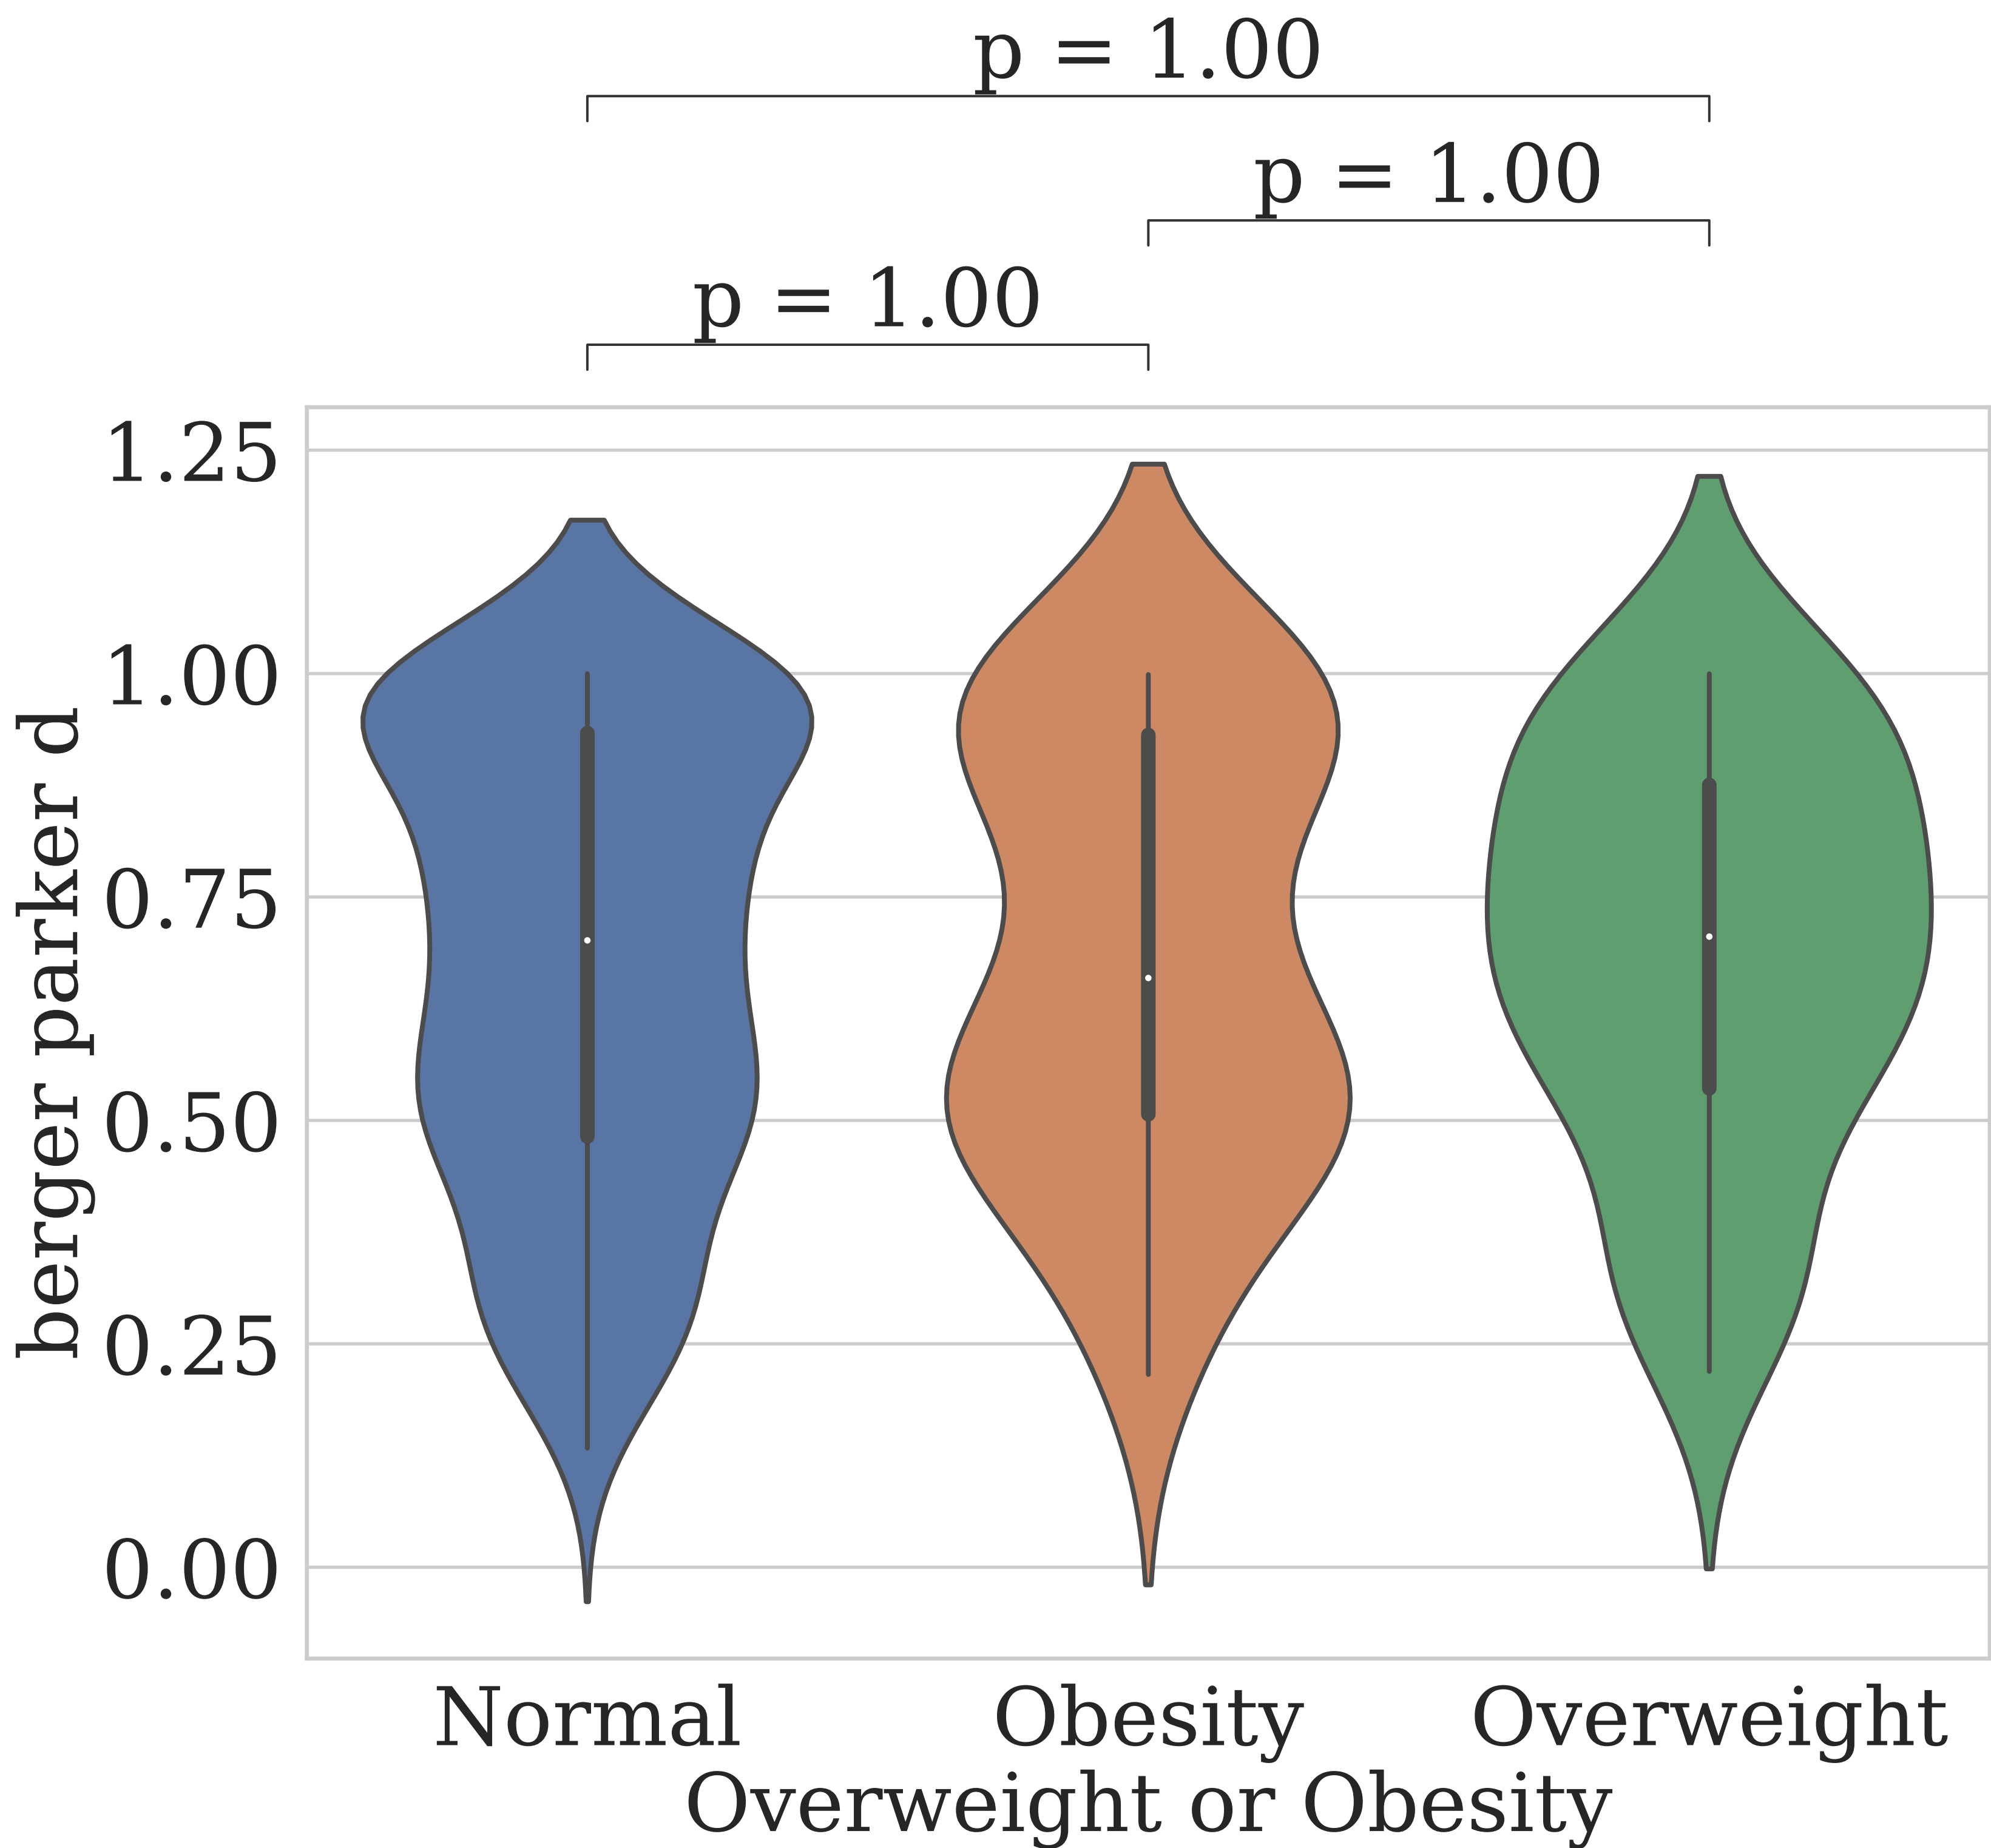 p = 1.00
p = 1.00
p = 1.00
1.25
1.00
0.75
0.50
0.25
0.00
berger parker d
Normal Obesity Overweight
Overweight or Obesity